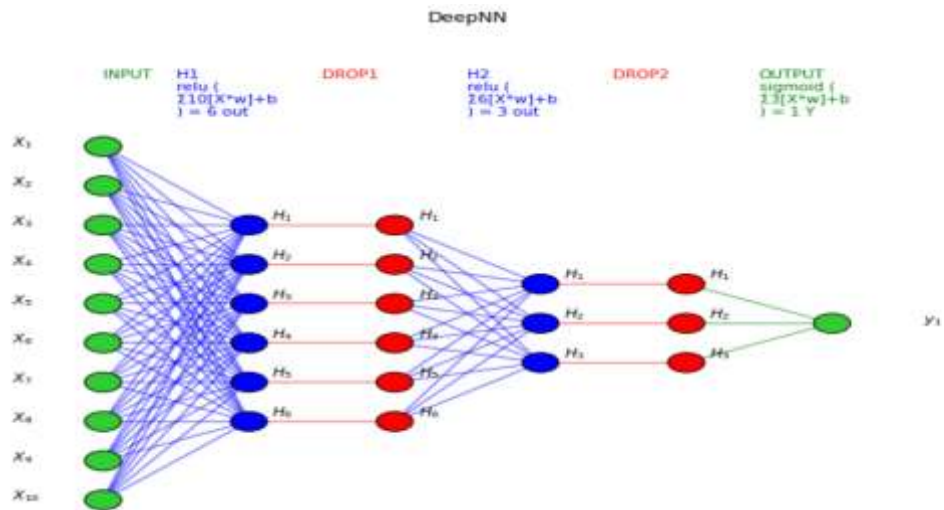 DeepNN
INPUT
H1
relu (
Σ10[X*w]+b
) = 6 out
DROP1
H2
relu (
Σ6[X*w]+b
) = 3 out
DROP2
OUTPUT
sigmoid (
Σ3[X*w]+b
) = 1 Y
X₁
X₂
X₃
X₄
X₅
X₆
X₇
X₈
X₉
X₁₀
H₁
H₂
H₃
H₄
H₅
H₆
H₁
H₂
H₃
H₄
H₅
H₆
H₁
H₂
H₃
H₁
H₂
H₃
y₁